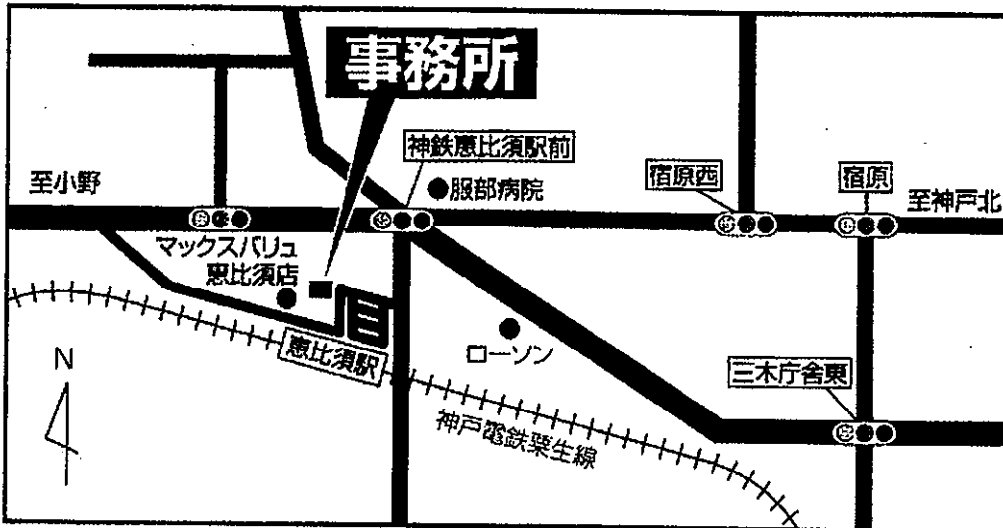 事務所
神鉄恵比須駅前
服部病院
宿原西
宿原
至小野
至神戸北
マックスバリュ
恵比須店
恵比須駅
ローソン
三木庁舎東
神戸電鉄粟生線
N